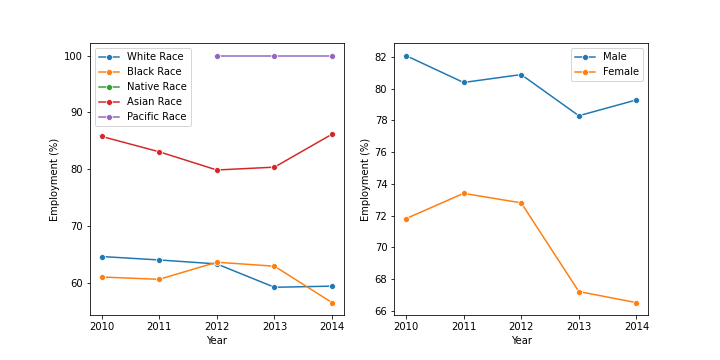 White Race
Black Race
Native Race
Asian Race
Pacific Race
100
90
80
70
60
Employment (%)
2010 2011 2012 2013 2014
Year
Male
Female
82
80
78
76
74
72
70
68
66
Employment (%)
2010 2011 2012 2013 2014
Year